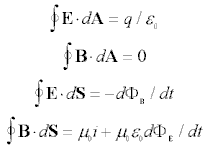 ∮E·dA = q / ε₀
∮B·dA = 0
∮E·dS = −dΦ_B / dt
∮B·dS = μ₀i + μ₀ε₀dΦ_E / dt